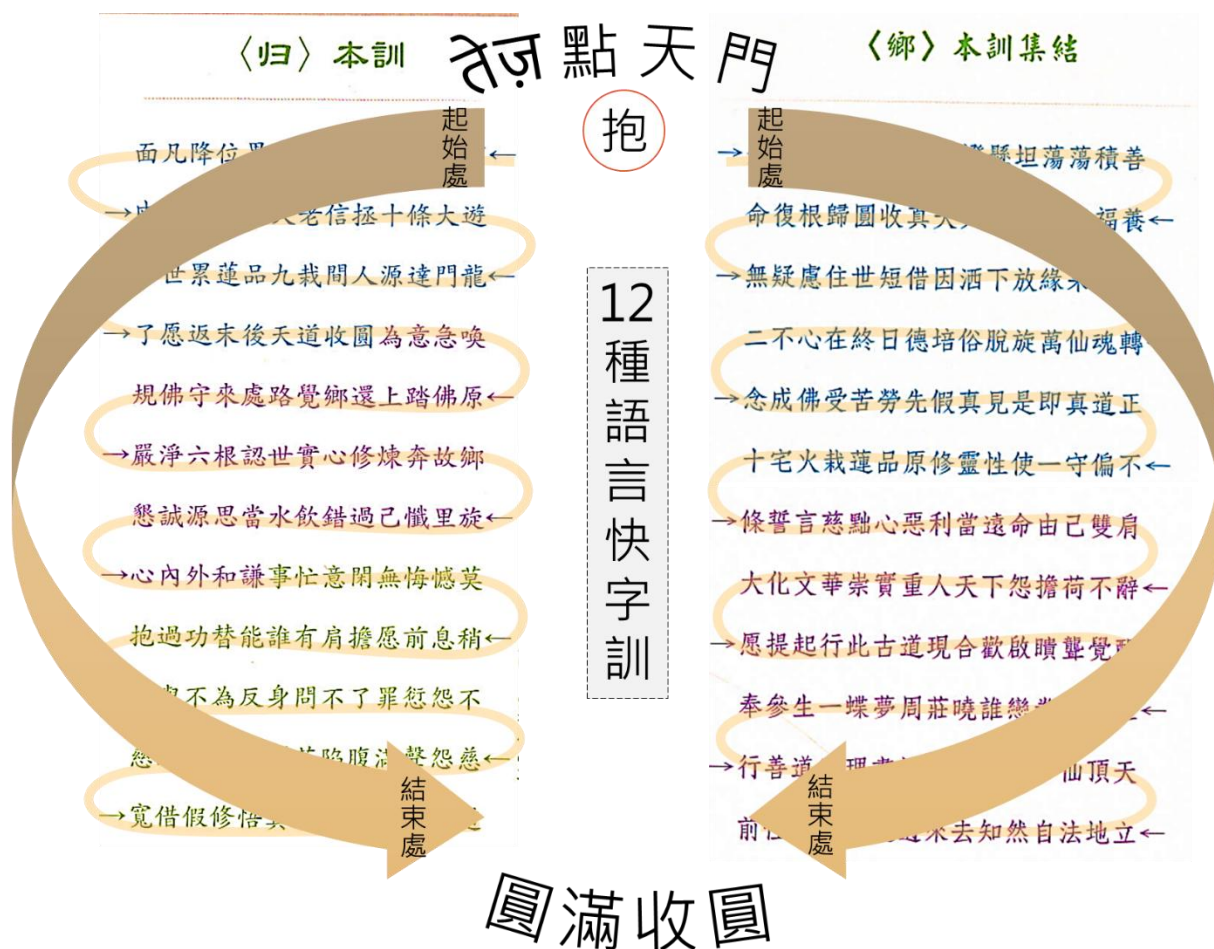 〈归〉本訓
點天門
〈鄉〉本訓集結
抱
起始處
起始處
面凡降位
老信拯十條大遊
世累蓮品九栽間人源達門龍
了愿返末後天道收圓為意急喚
規佛守來處路覺鄉還上踏佛原
嚴淨六根認世實心修煉奔故鄉
懇誠源思當水飲錯過己懺里旋
心內外和謙事忙意閉無悔憾莫
抱過功替能誰有肩擔愿前息稍
不為反身問不了罪愆怨不
陷腹滿聲怨慈
寬借假修悟
結束處
12種語言快字訓
懸坦蕩蕩積善
命復根歸圓收真 福養
無疑慮住世短借因洒下放緣
二不心在終日德培俗脫旋萬仙魂轉
念成佛受苦勞先假真見是即真道正
十宅火栽蓮品原修靈性使一守偏不
條誓言慈黜心惡利當遠命由己雙肩
大化文華崇實重人天下怨擔荷不辭
愿提起行此古道現合歡啟聵聾覺
奉參生一蝶夢周莊曉誰戀
行善道 理 仙頂天
前 來去知然自法地立
結束處
圓滿收圓